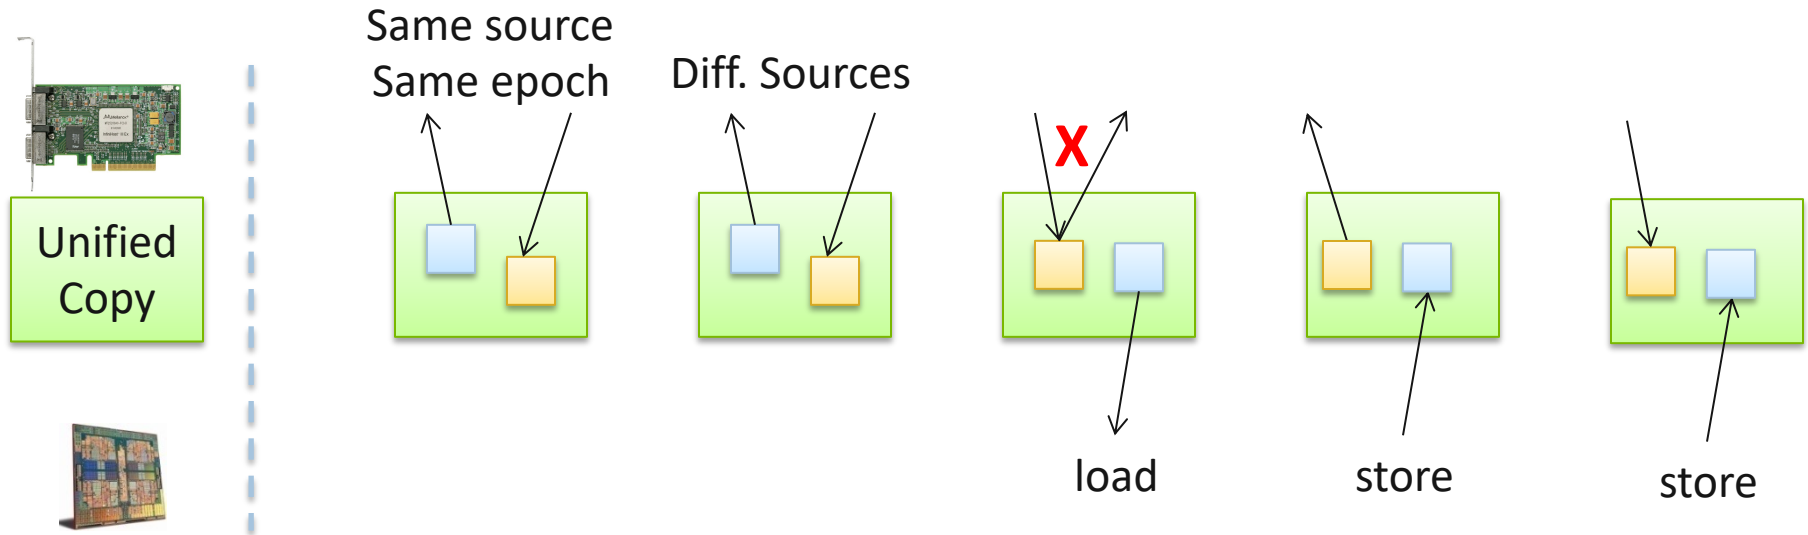 Same source
Same epoch
Diff. Sources
X
Unified
Copy
load
store
store